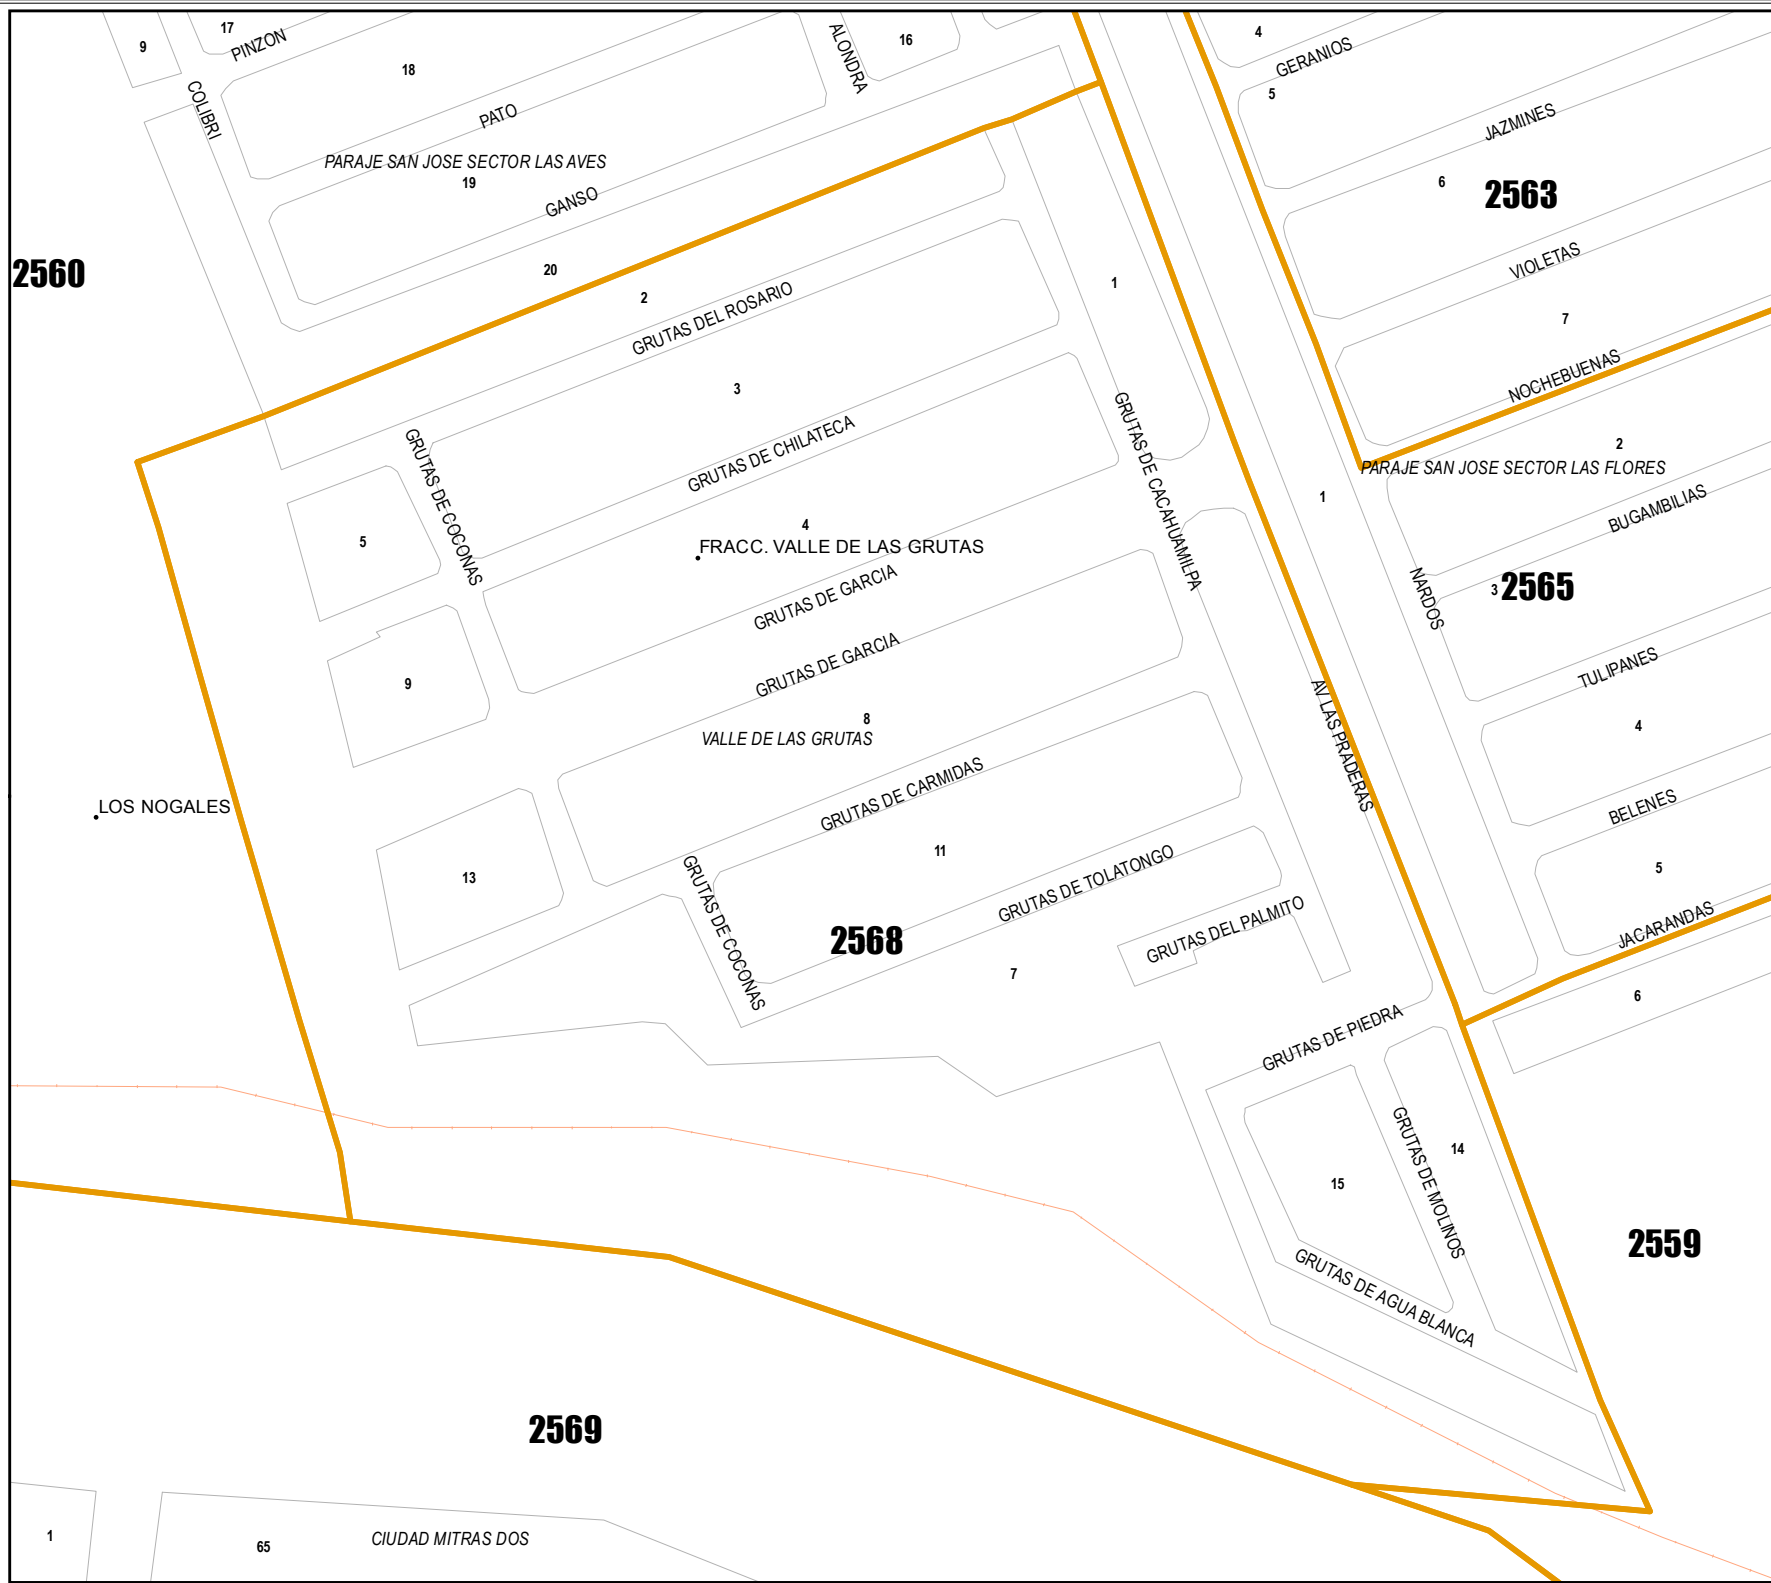 17
4
16
9
PINZON
GERANIOS
ALONDRA
18
5
COLIBRI
PATO
JAZMINES
PARAJE SAN JOSE SECTOR LAS AVES
19
6
2563
GANSO
VIOLETAS
2560
20
1
2
GRUTAS DEL ROSARIO
7
NOCHEBUENAS
3
GRUTAS DE CHILATECA
GRUTAS DE COCONAS
GRUTAS DE CACAHUAMILPA
2
PARAJE SAN JOSE SECTOR LAS FLORES
1
BUGAMBILIAS
4
5
FRACC. VALLE DE LAS GRUTAS
GRUTAS DE GARCIA
NARDOS
3
2565
GRUTAS DE GARCIA
TULIPANES
9
8
VALLE DE LAS GRUTAS
AV. LAS PRADERAS
4
LOS NOGALES
GRUTAS DE CARMIDAS
BELENES
11
13
GRUTAS DE TOLATONGO
5
GRUTAS DE COCONAS
2568
GRUTAS DEL PALMITO
JACARANDAS
7
6
GRUTAS DE PIEDRA
GRUTAS DE MOLINOS
14
15
2559
GRUTAS DE AGUA BLANCA
2569
1
65
CIUDAD MITRAS DOS